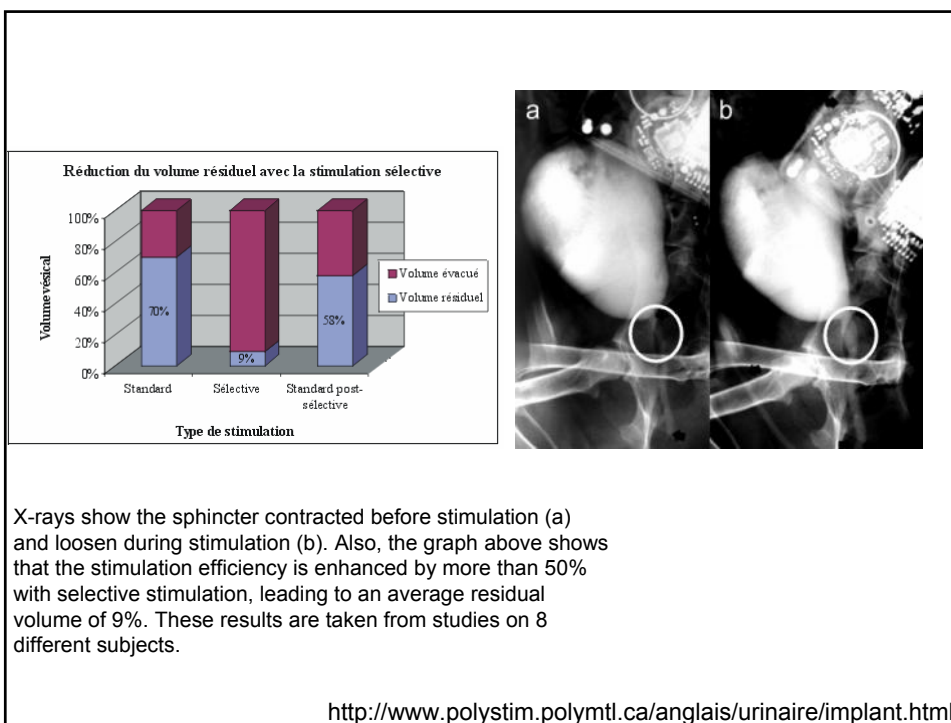 Réduction du volume résiduel avec la stimulation sélective
100%
80%
60%
40%
20%
0%
Volume vésical
70%
9%
58%
Volume évacué
Volume résiduel
Standard
Sélective
Standard post-
sélective
Type de stimulation
a
b
X-rays show the sphincter contracted before stimulation (a)
and loosen during stimulation (b). Also, the graph above shows
that the stimulation efficiency is enhanced by more than 50%
with selective stimulation, leading to an average residual
volume of 9%. These results are taken from studies on 8
different subjects.
http://www.polystim.polymtl.ca/anglais/urinaire/implant.html